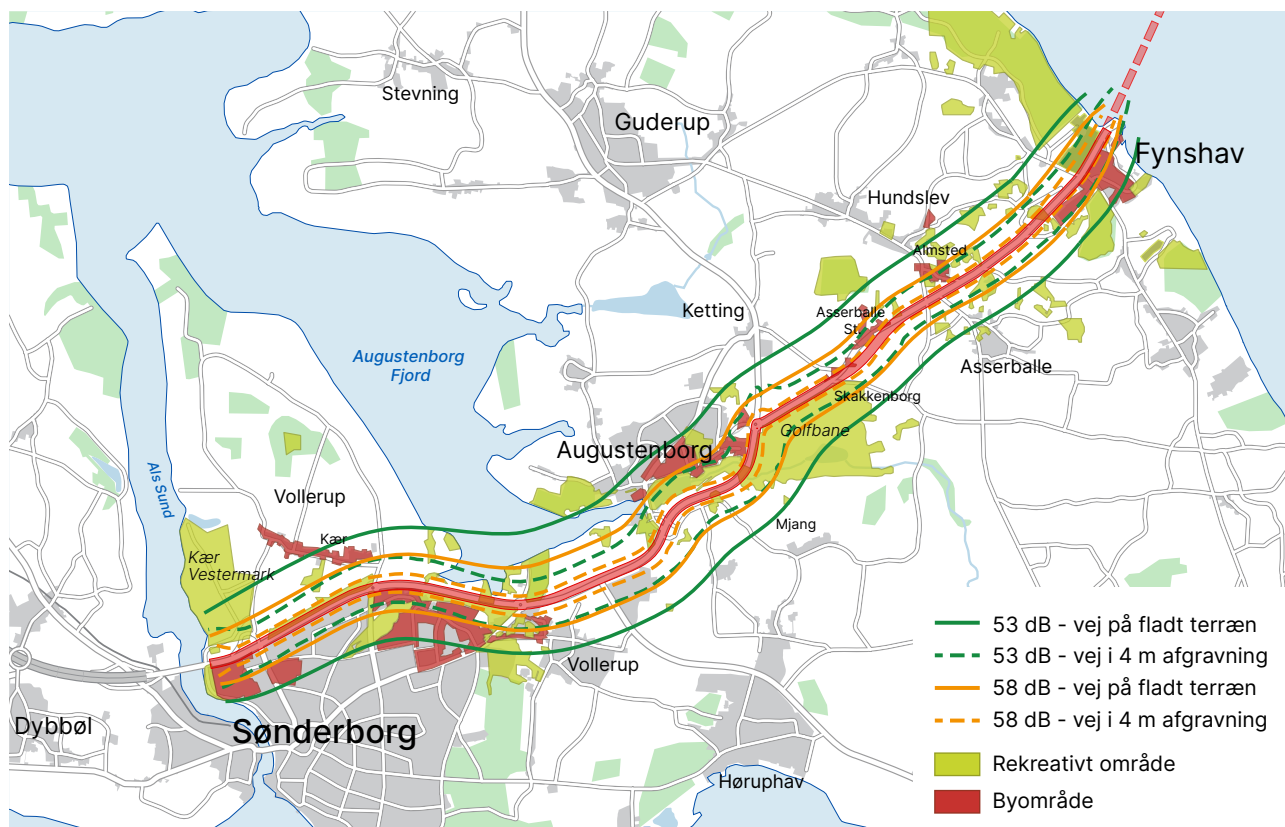 Stevning
Guderup
Fynshav
Hundslev
Almsted
Ketting
Asserballe
St.
Augustenborg
Fjord
Asserballe
Skakkenborg
Golfbane
Augustenborg
Als Sund
Vollerup
Mjang
Kær
Kær
Vestermark
Vollerup
Dybbøl
Sønderborg
Høruphav
53 dB - vej på fladt terræn
53 dB - vej i 4 m afgravning
58 dB - vej på fladt terræn
58 dB - vej i 4 m afgravning
Rekreativt område
Byområde